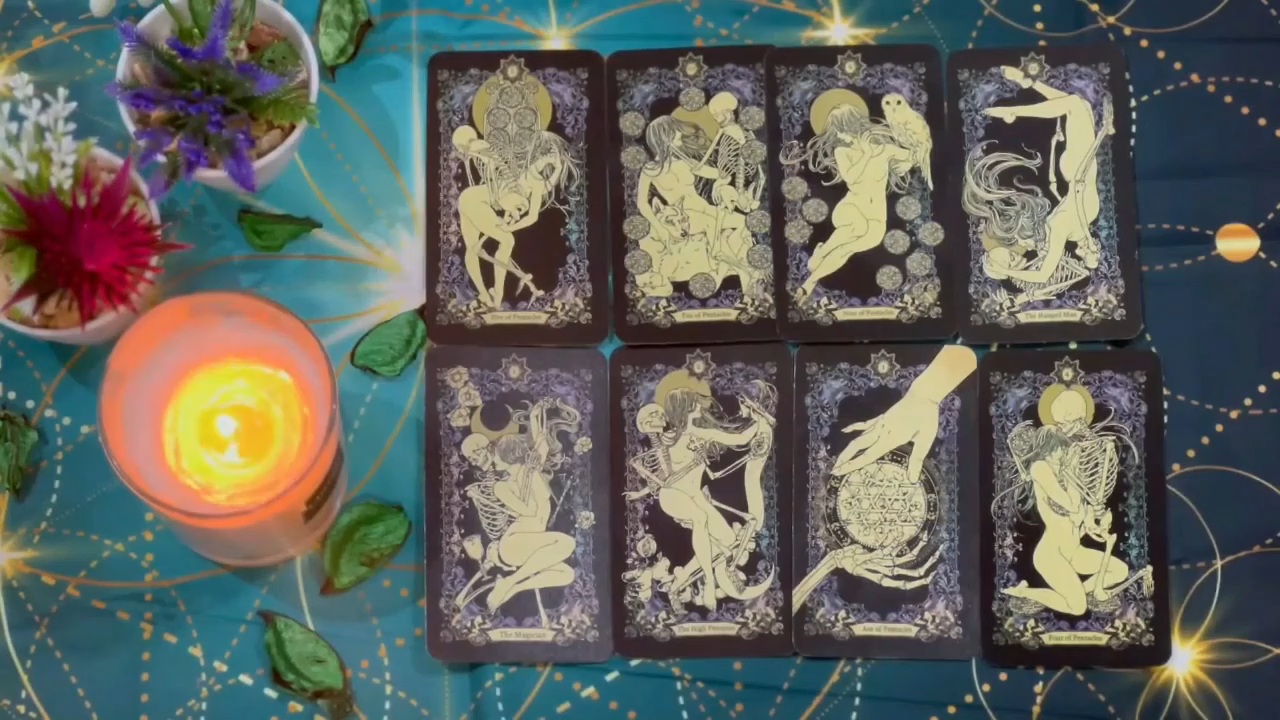 Five of Pentacles
Ten of Pentacles
Nine of Pentacles
The Hanged Man
The Magician
The High Priestess
Ace of Pentacles
Four of Pentacles